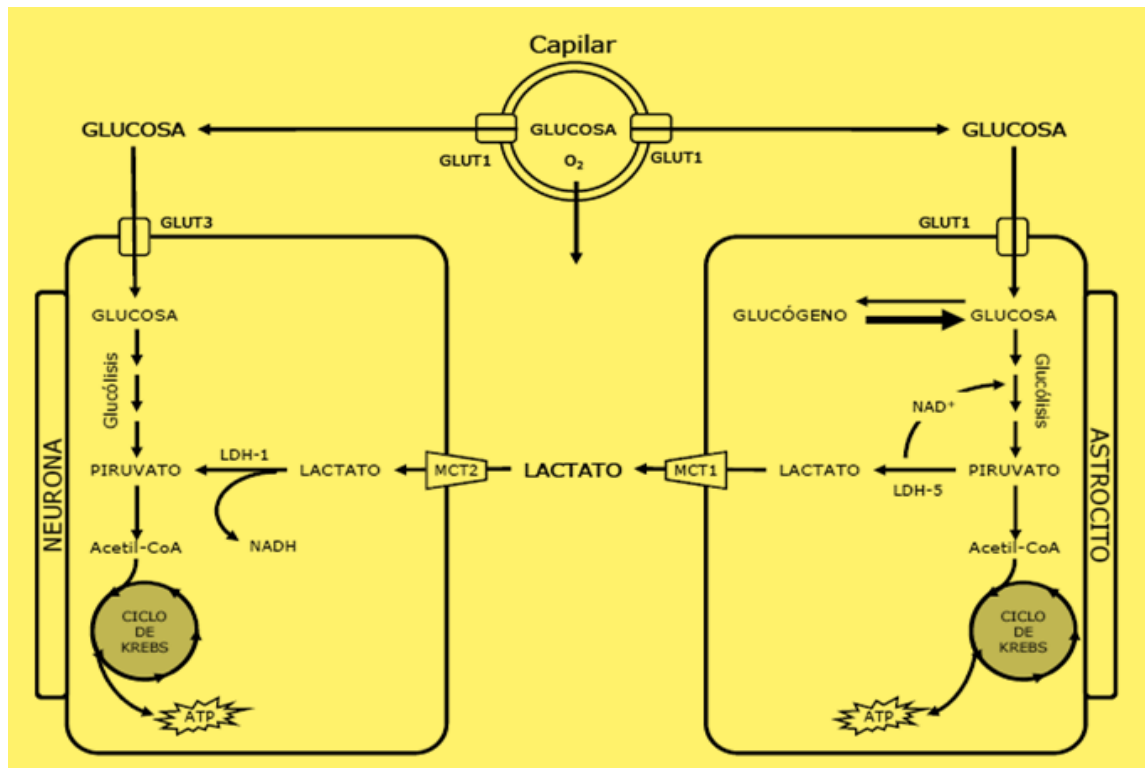 Capilar
GLUCOSA
GLUCOSA
GLUCOSA
GLUT1
O₂
GLUT1
GLUT3
GLUT1
GLUCOSA
GLUCÓGENO
GLUCOSA
Glucólisis
Glucólisis
NAD⁺
LDH-1
PIRUVATO
LACTATO
MCT2
LACTATO
MCT1
LACTATO
PIRUVATO
LDH-5
NEURONA
ASTROCITO
NADH
Acetil-CoA
Acetil-CoA
CICLO
DE
KREBS
CICLO
DE
KREBS
ATP
ATP